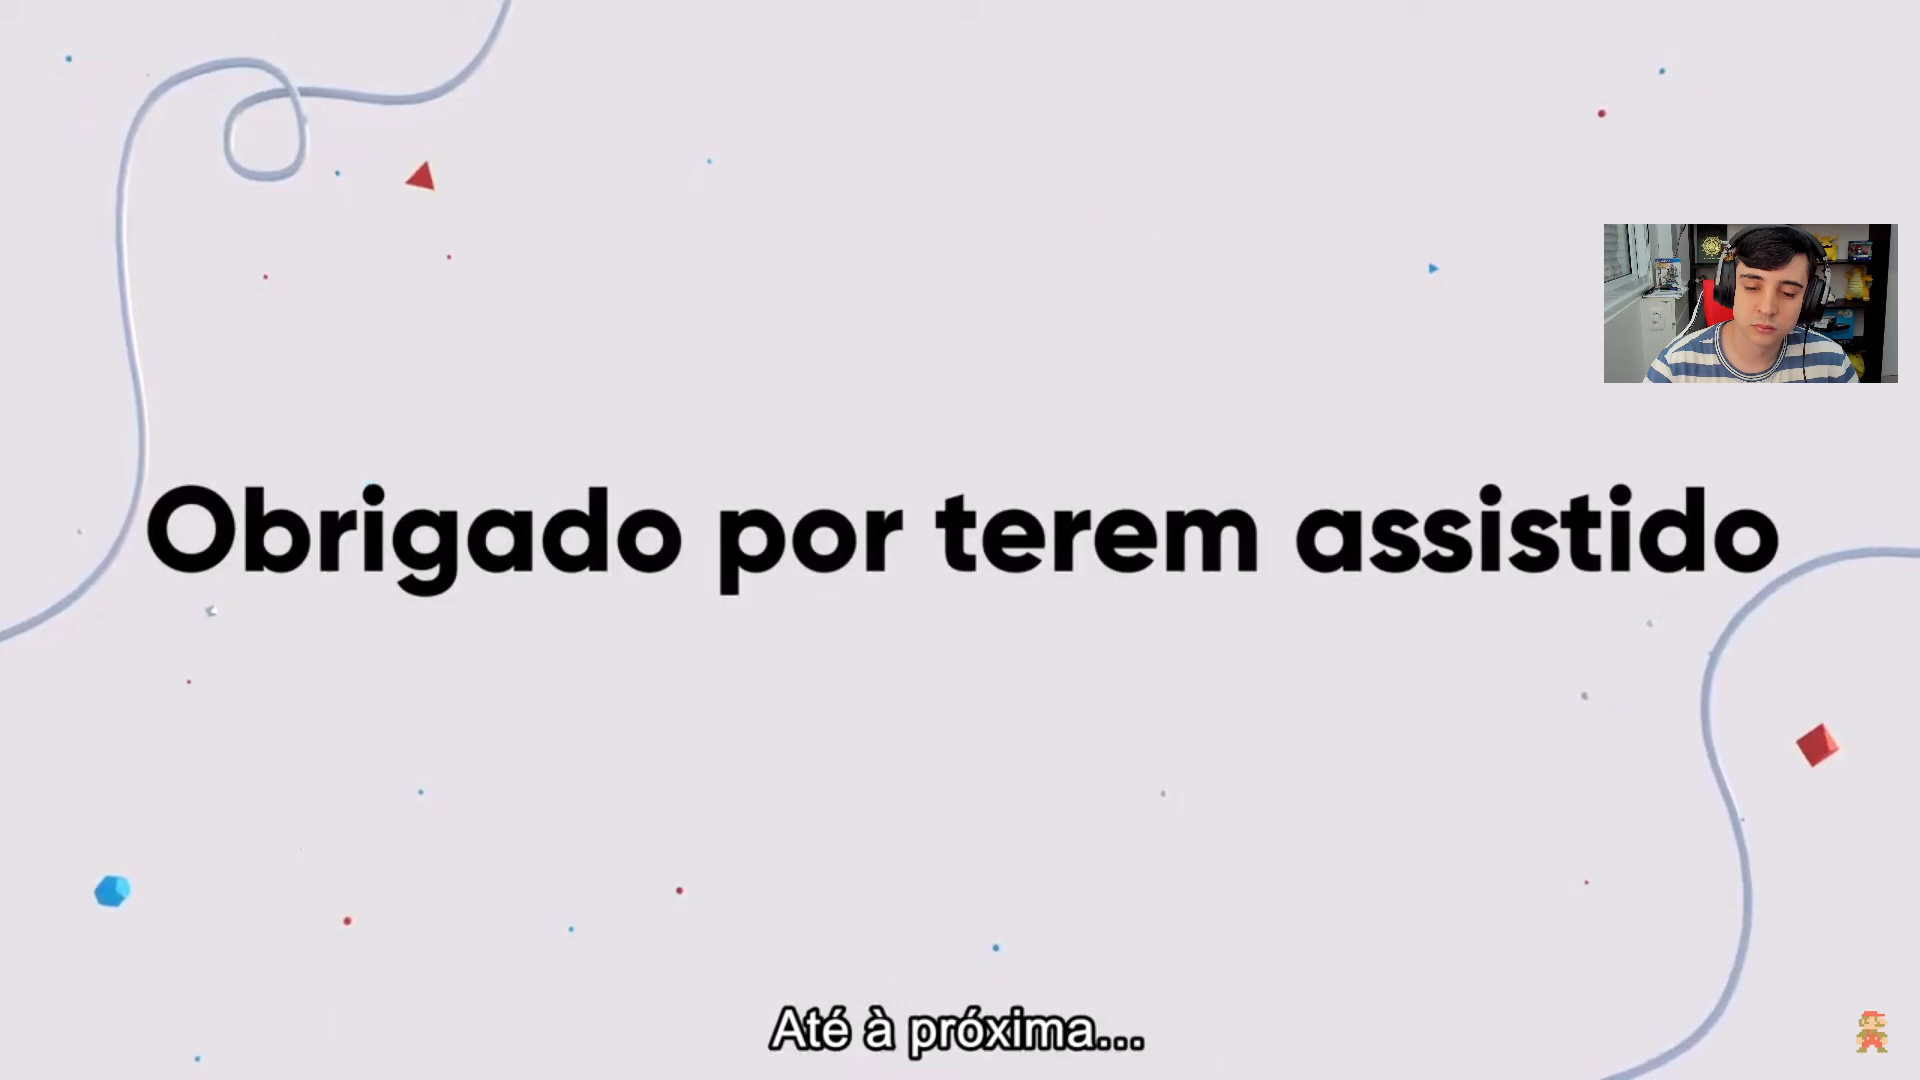 Obrigado por terem assistido
Até à próxima...